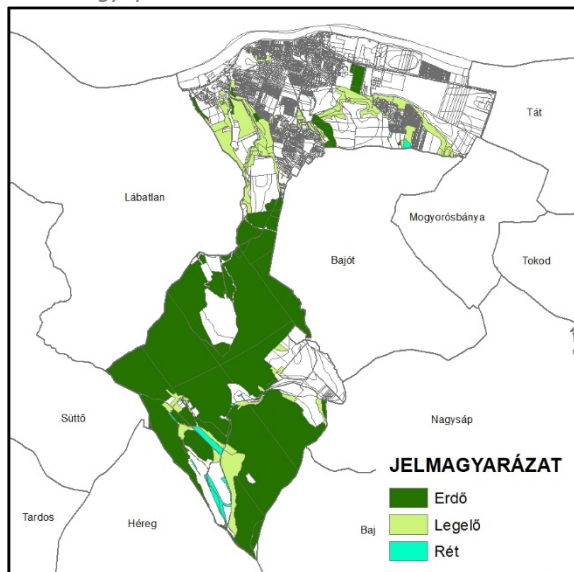 Tát
Lábatlan
Mogyorósbánya
Bajót
Tokod
Süttő
Nagysáp
JELMAGYARÁZAT
Erdő
Tardos
Héreg
Baj
Legelő
Rét